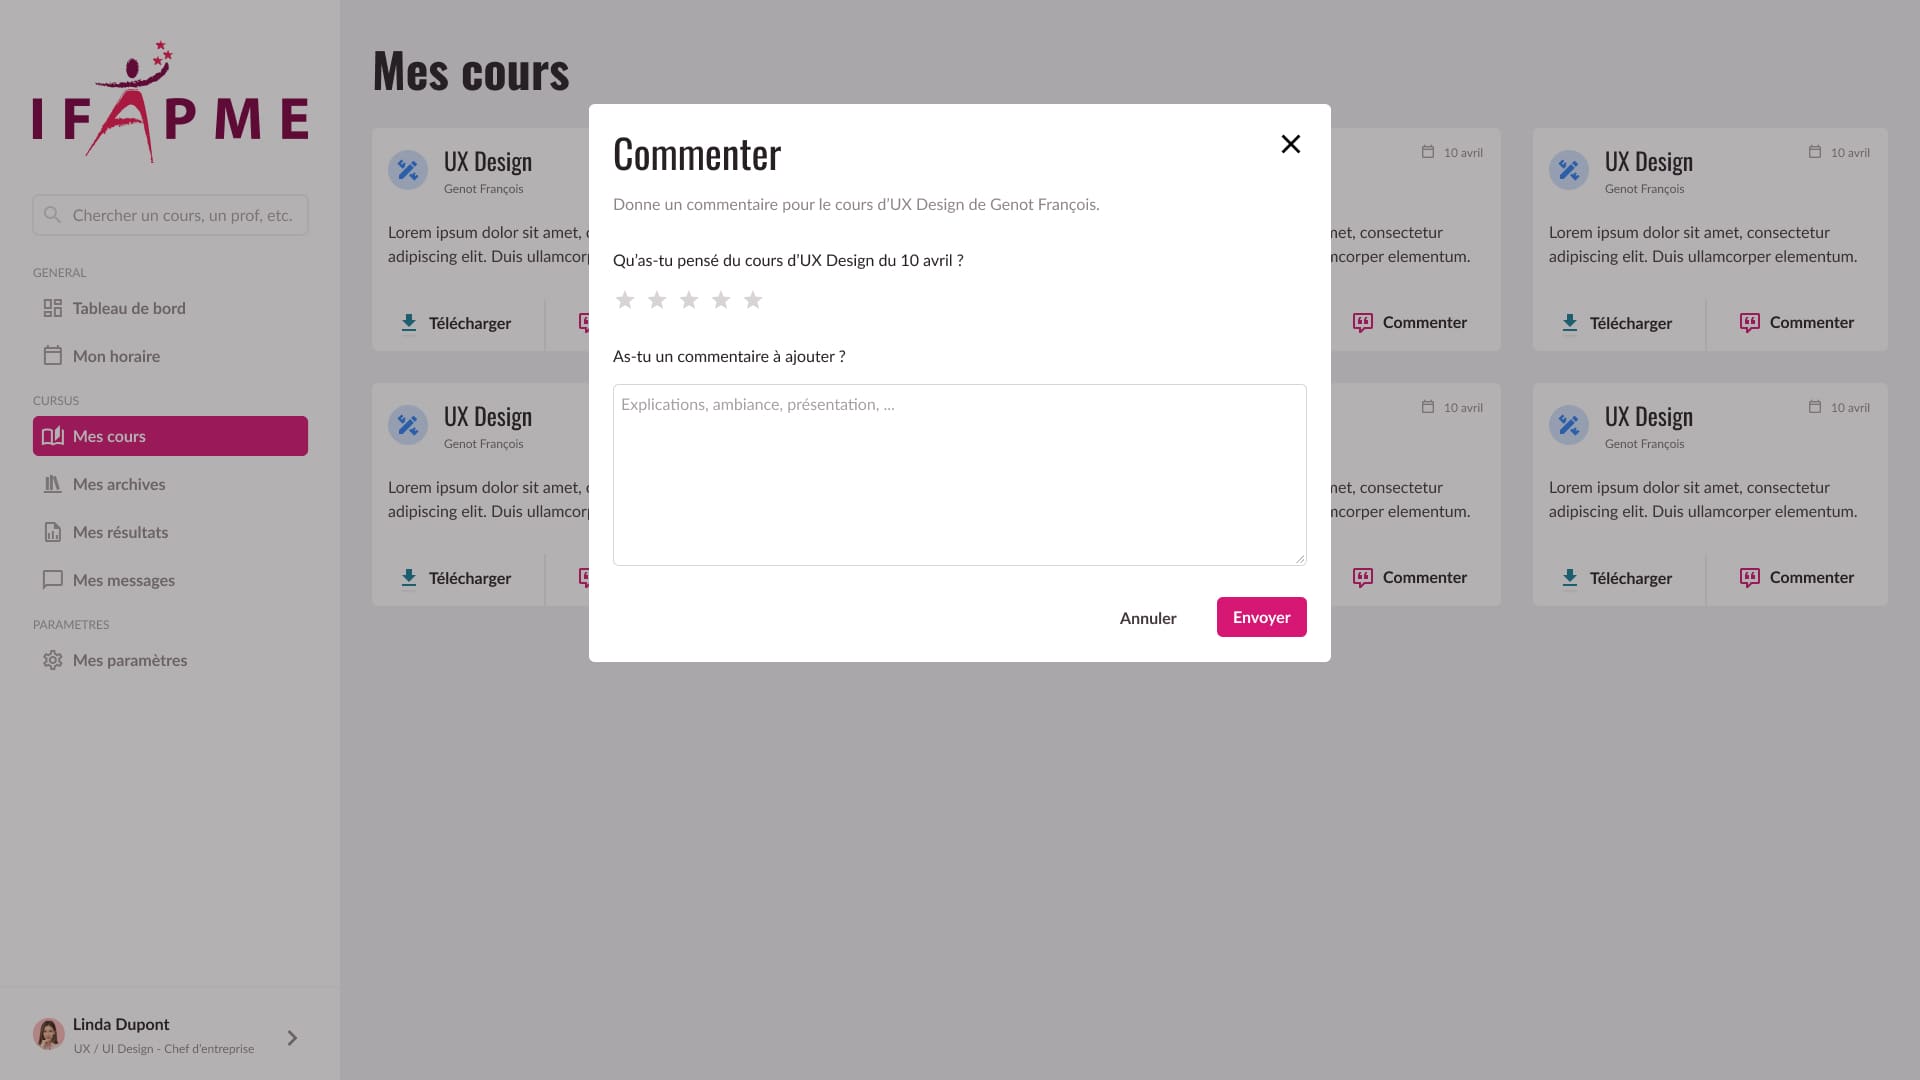 IFAPME
Chercher un cours, un prof, etc.
GENERAL
Tableau de bord
Mon horaire
CURSUS
Mes cours
Mes archives
Mes résultats
Mes messages
PARAMETRES
Mes paramètres
Linda Dupont
UX / UI Design - Chef d'entreprise
Mes cours
UX Design
Genot François
Lorem ipsum dolor sit amet,
adipiscing elit. Duis
Télécharger
10 avril
consectetur
elementum.
Commenter
UX Design
Genot François
10 avril
Lorem ipsum dolor sit amet, consectetur
adipiscing elit. Duis ullamcorper elementum.
Télécharger
Commenter
UX Design
Genot François
Lorem ipsum dolor sit amet,
adipiscing elit. Duis
Télécharger
10 avril
consectetur
elementum.
Commenter
UX Design
Genot François
10 avril
Lorem ipsum dolor sit amet, consectetur
adipiscing elit. Duis ullamcorper elementum.
Télécharger
Commenter
Commenter
Donne un commentaire pour le cours d'UX Design de Genot François.
Qu'as-tu pensé du cours d'UX Design du 10 avril ?
As-tu un commentaire à ajouter ?
Explications, ambiance, présentation, ...
Annuler
Envoyer